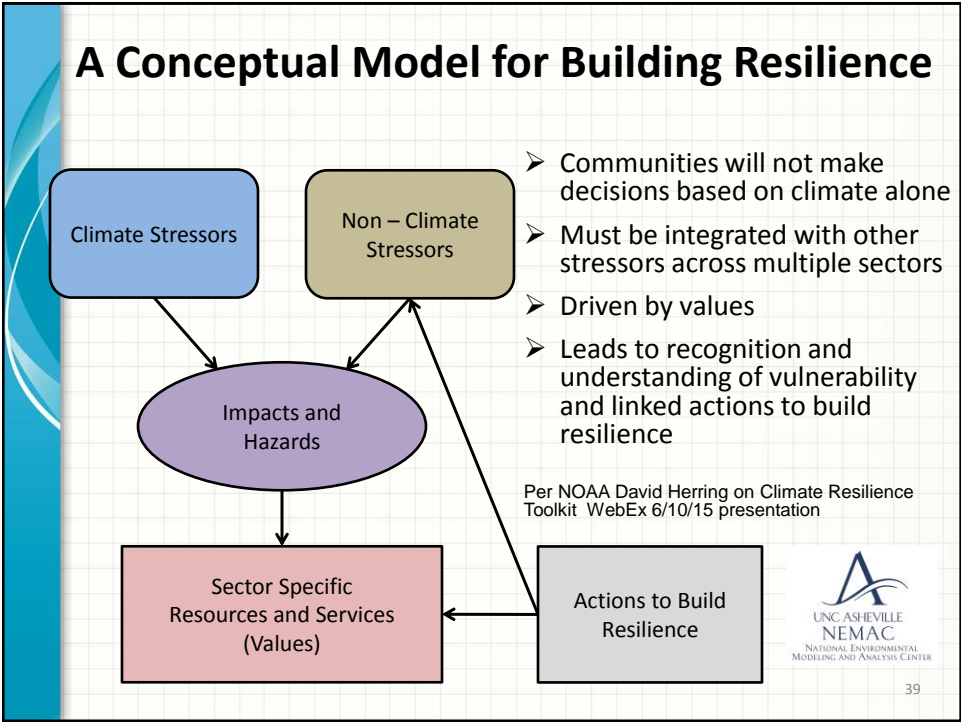 A Conceptual Model for Building Resilience
Climate Stressors
Non – Climate
Stressors
Impacts and
Hazards
Sector Specific
Resources and Services
(Values)
Actions to Build
Resilience
➢ Communities will not make
decisions based on climate alone
➢ Must be integrated with other
stressors across multiple sectors
➢ Driven by values
➢ Leads to recognition and
understanding of vulnerability
and linked actions to build
resilience
Per NOAA David Herring on Climate Resilience
Toolkit WebEx 6/10/15 presentation
UNC ASHEVILLE
NEMAC
NATIONAL ENVIRONMENTAL
MODELING AND ANALYSIS CENTER
39